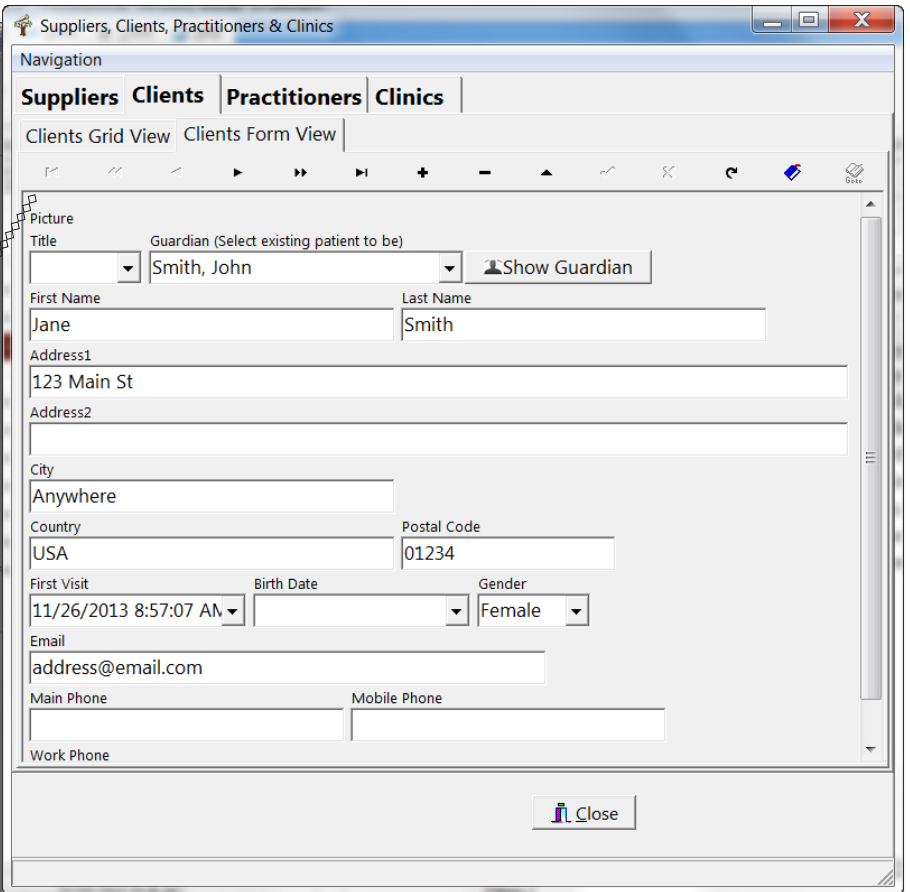 Suppliers, Clients, Practitioners & Clinics
Navigation
Suppliers Clients Practitioners Clinics
Clients Grid View Clients Form View
Goto
Picture
Title Guardian (Select existing patient to be)
Smith, John Show Guardian
First Name Last Name
Jane Smith
Address1
123 Main St
Address2
City
Anywhere
Country Postal Code
USA 01234
First Visit Birth Date Gender
11/26/2013 8:57:07 AM Female
Email
address@email.com
Main Phone Mobile Phone
Work Phone
Close